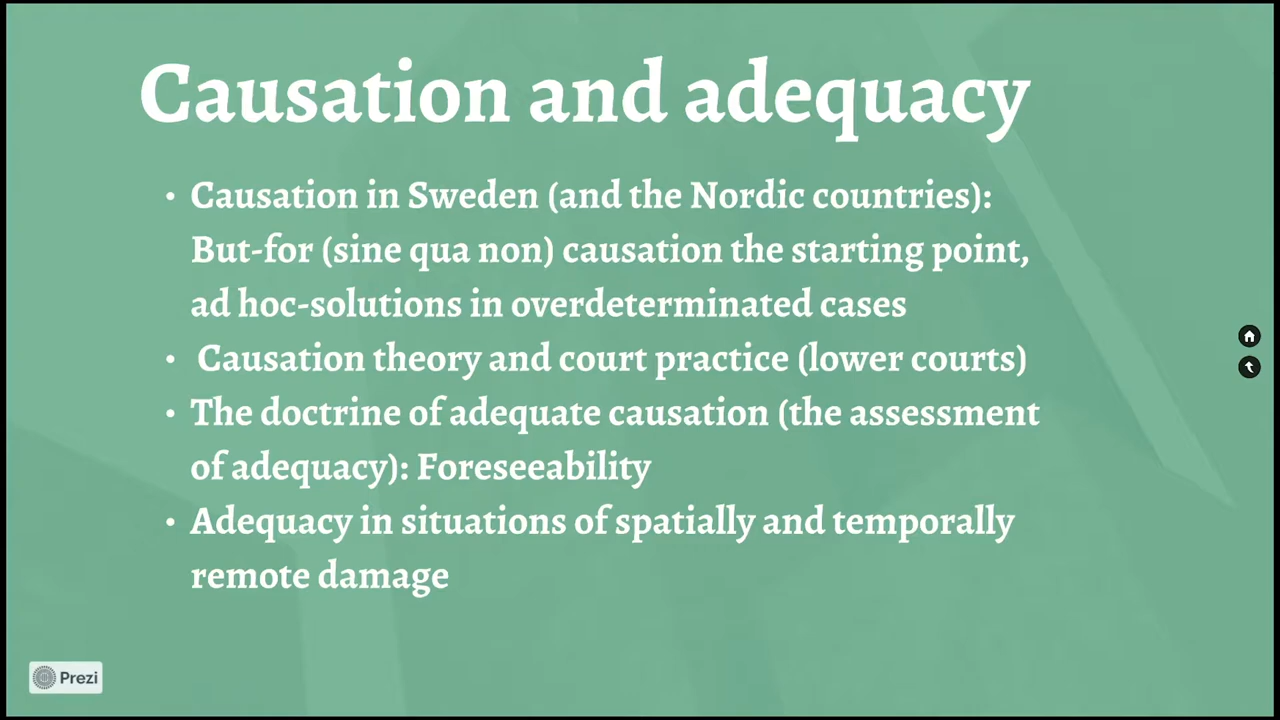 Causation and adequacy
• Causation in Sweden (and the Nordic countries):
But-for (sine qua non) causation the starting point,
ad hoc-solutions in overdetermined cases
• Causation theory and court practice (lower courts)
• The doctrine of adequate causation (the assessment
of adequacy): Foreseeability
• Adequacy in situations of spatially and temporally
remote damage
Prezi